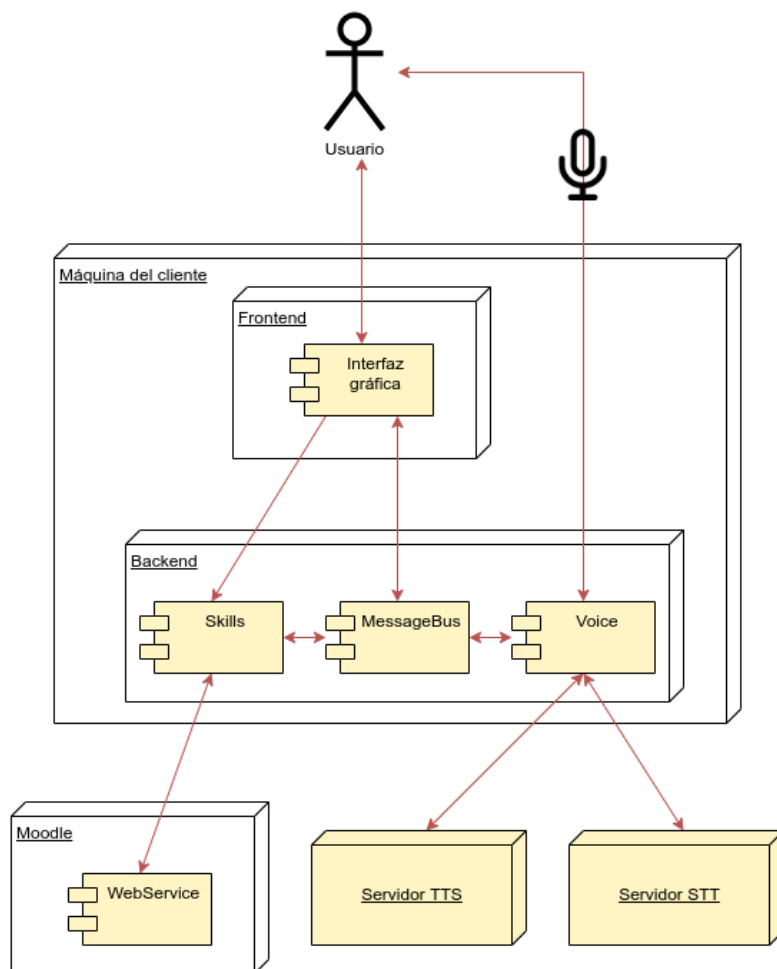 Usuario
Máquina del cliente
Frontend
Interfaz
gráfica
Backend
Skills
MessageBus
Voice
Moodle
WebService
Servidor TTS
Servidor STT